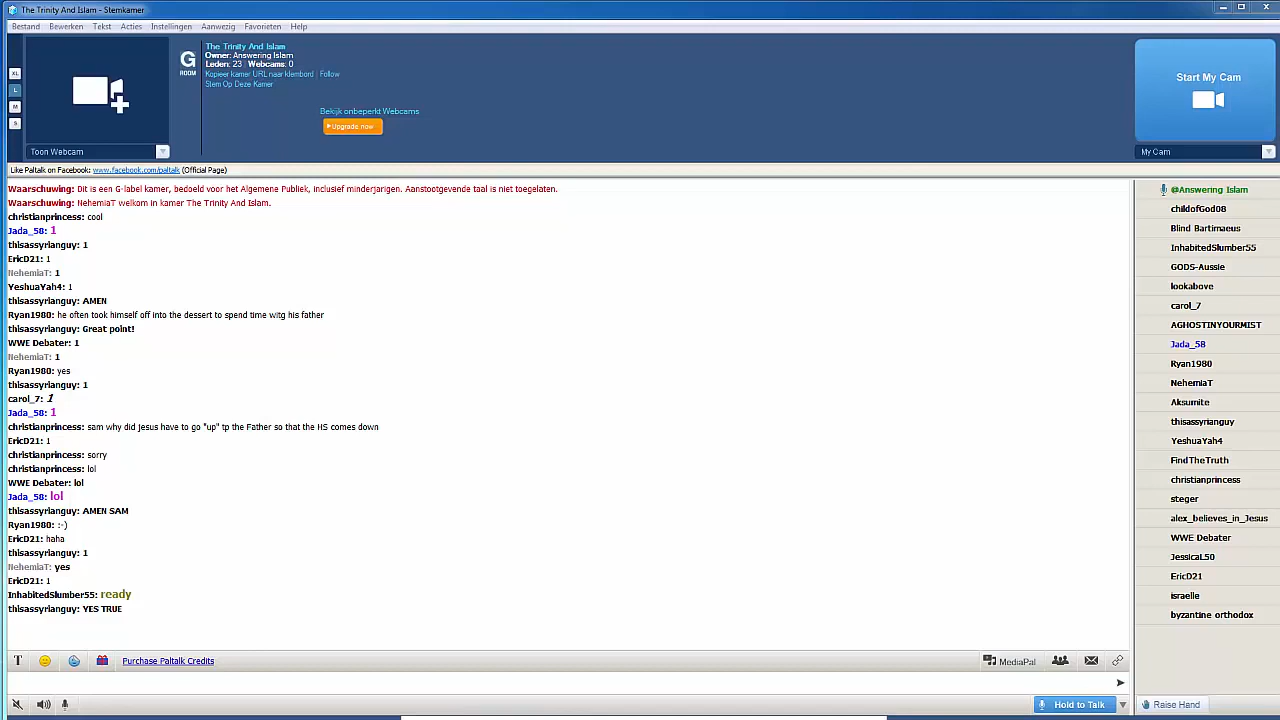 The Trinity And Islam - Stemkamer
Bestand Bewerken Tekst Acties Instellingen Aanwezig Favorieten Help
XL
L
M
S
Toon Webcam
G
ROOM
The Trinity And Islam
Owner: Answering Islam
Leden: 23 Webcams: 0
Kopieer kamer URL naar klembord | Follow
Stem Op Deze Kamer
Bekijk onbeperkt Webcams
Upgrade now
Start My Cam
My Cam
Like Paltalk on Facebook: www.facebook.com/paltalk (Official Page)
Waarschuwing: Dit is een G-label kamer, bedoeld voor het Algemene Publiek, inclusief minderjarigen. Aanstootgevende taal is niet toegelaten.
Waarschuwing: NehemiaT welkom in kamer The Trinity And Islam.
christianprincess: cool
Jada_58: 1
thisassyrianguy: 1
EricD21: 1
NehemiaT: 1
YeshuaYah4: 1
thisassyrianguy: AMEN
Ryan1980: he often took himself off into the dessert to spend time witg his father
thisassyrianguy: Great point!
WWE Debater: 1
NehemiaT: 1
Ryan1980: yes
thisassyrianguy: 1
carol_7: 1
Jada_58: 1
christianprincess: sam why did Jesus have to go "up" tp the Father so that the HS comes down
EricD21: 1
christianprincess: sorry
christianprincess: lol
WWE Debater: lol
Jada_58: lol
thisassyrianguy: AMEN SAM
Ryan1980: :-)
EricD21: haha
thisassyrianguy: 1
NehemiaT: yes
EricD21: 1
InhabitedSlumber55: ready
thisassyrianguy: YES TRUE
@Answering Islam
childofGod08
Blind Bartimaeus
InhabitedSlumber55
GODS-Aussie
lookabove
carol_7
AGHOSTINYOURMIST
Jada_58
Ryan1980
NehemiaT
Aksumite
thisassyrianguy
YeshuaYah4
FindTheTruth
christianprincess
steger
alex_believes_in_Jesus
WWE Debater
JessicaL50
EricD21
israelle
byzantine orthodox
T Purchase Paltalk Credits MediaPal
Hold to Talk
Raise Hand